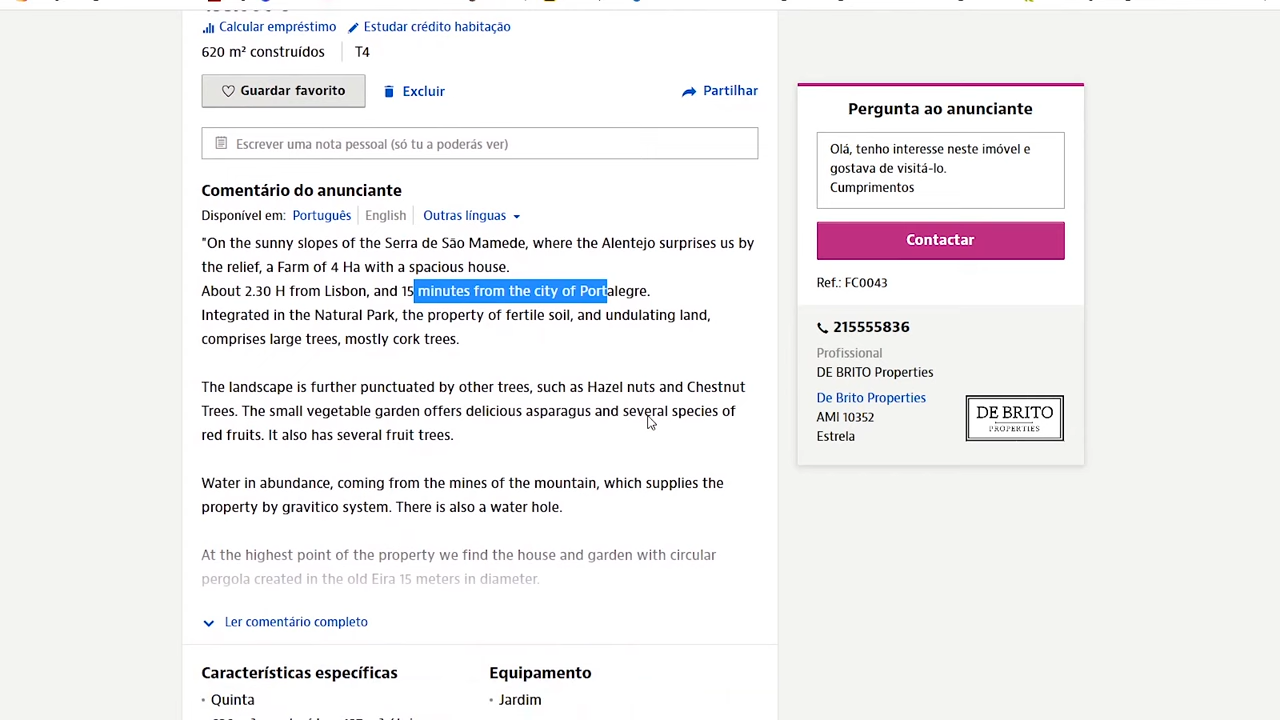 Calcular empréstimo
Estudar crédito habitação
620 m² construídos
T4
Guardar favorito
Excluir
Partilhar
Escrever uma nota pessoal (só tu a poderás ver)
Comentário do anunciante
Disponível em: Português English Outras línguas
"On the sunny slopes of the Serra de São Mamede, where the Alentejo surprises us by
the relief, a Farm of 4 Ha with a spacious house.
About 2.30 H from Lisbon, and 15 minutes from the city of Portalegre.
Integrated in the Natural Park, the property of fertile soil, and undulating land,
comprises large trees, mostly cork trees.
The landscape is further punctuated by other trees, such as Hazel nuts and Chestnut
Trees. The small vegetable garden offers delicious asparagus and several species of
red fruits. It also has several fruit trees.
Water in abundance, coming from the mines of the mountain, which supplies the
property by gravitico system. There is also a water hole.
At the highest point of the property we find the house and garden with circular
pergola created in the old Eira 15 meters in diameter.
Ler comentário completo
Características específicas
• Quinta
Equipamento
• Jardim
Pergunta ao anunciante
Olá, tenho interesse neste imóvel e
gostava de visitá-lo.
Cumprimentos
Contactar
Ref.: FC0043
215555836
Profissional
DE BRITO Properties
De Brito Properties
AMI 10352
Estrela
DE BRITO
PROPERTIES